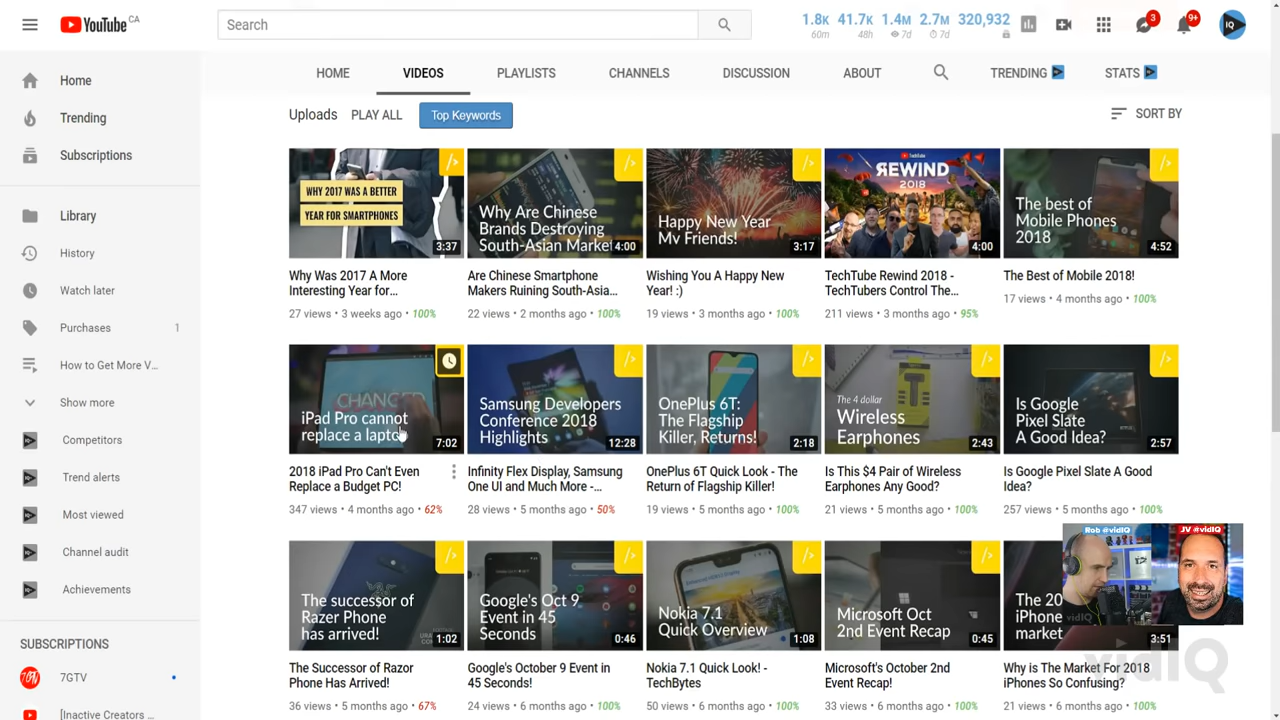 YouTube CA
Search
1.8K 41.7K 1.4M 2.7M 320,932
60m 48h 7d 7d
3
9+
IQ
HOME VIDEOS PLAYLISTS CHANNELS DISCUSSION ABOUT TRENDING STATS
Uploads PLAY ALL Top Keywords SORT BY
Home
Trending
Subscriptions
Library
History
Watch later
Purchases 1
How to Get More V...
Show more
Competitors
Trend alerts
Most viewed
Channel audit
Achievements
SUBSCRIPTIONS
7GTV
[Inactive Creators ...
WHY 2017 WAS A BETTER
YEAR FOR SMARTPHONES
3:37
Why Was 2017 A More
Interesting Year for...
27 views • 3 weeks ago • 100%
Why Are Chinese
Brands Destroying
South-Asian Market
4:00
Are Chinese Smartphone
Makers Ruining South-Asia...
22 views • 2 months ago • 100%
Happy New Year
My Friends!
3:17
Wishing You A Happy New
Year! :)
19 views • 3 months ago • 100%
TechTube
REWIND
2018
4:00
TechTube Rewind 2018 -
TechTubers Control The...
211 views • 3 months ago • 95%
The best of
Mobile Phones
2018
4:52
The Best of Mobile 2018!
17 views • 4 months ago • 100%
CHANGE
iPad Pro cannot
replace a laptop
7:02
2018 iPad Pro Can't Even
Replace a Budget PC!
347 views • 4 months ago • 62%
Samsung Developers
Conference 2018
Highlights
12:28
Infinity Flex Display, Samsung
One UI and Much More -...
28 views • 5 months ago • 50%
OnePlus 6T:
The Flagship
Killer, Returns!
2:18
OnePlus 6T Quick Look - The
Return of Flagship Killer!
19 views • 5 months ago • 100%
The 4 dollar
Wireless
Earphones
2:43
Is This $4 Pair of Wireless
Earphones Any Good?
21 views • 5 months ago • 100%
Is Google
Pixel Slate
A Good Idea?
2:57
Is Google Pixel Slate A Good
Idea?
257 views • 5 months ago • 100%
The successor of
Razer Phone
has arrived!
1:02
The Successor of Razor
Phone Has Arrived!
36 views • 5 months ago • 67%
Google's Oct 9
Event in 45
Seconds
0:46
Google's October 9 Event in
45 Seconds!
24 views • 6 months ago • 100%
Nokia 7.1
Quick Overview
1:08
Nokia 7.1 Quick Look! -
TechBytes
50 views • 6 months ago • 100%
Microsoft Oct
2nd Event Recap
0:45
Microsoft's October 2nd
Event Recap!
33 views • 6 months ago • 100%
The 20
iPhone
market
3:51
Why is The Market For 2018
iPhones So Confusing?
21 views • 6 months ago • 100%
Rob @vidIQ
JV @vidIQ
vidIQ
vidIQ